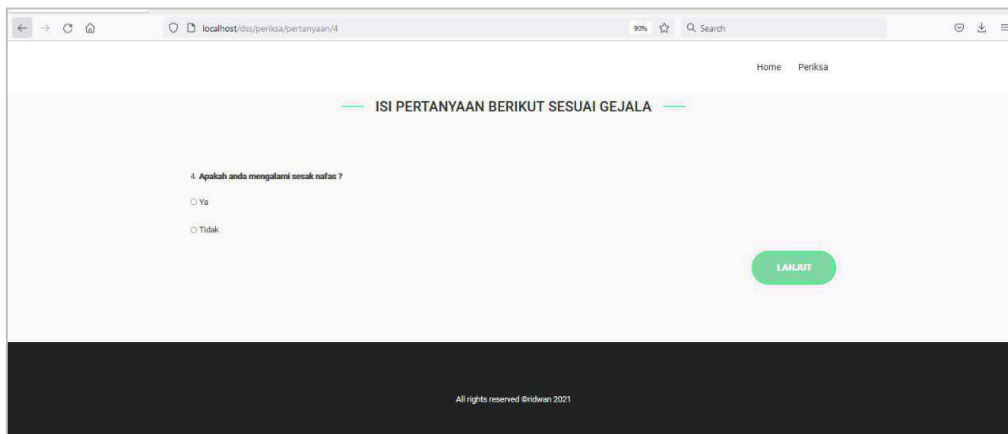 localhost/dss/periksa/pertanyaan/4
90%
Search
Home Periksa
ISI PERTANYAAN BERIKUT SESUAI GEJALA
4. Apakah anda mengalami sesak nafas ?
Ya
Tidak
LANJUT
All rights reserved ©ridwan 2021